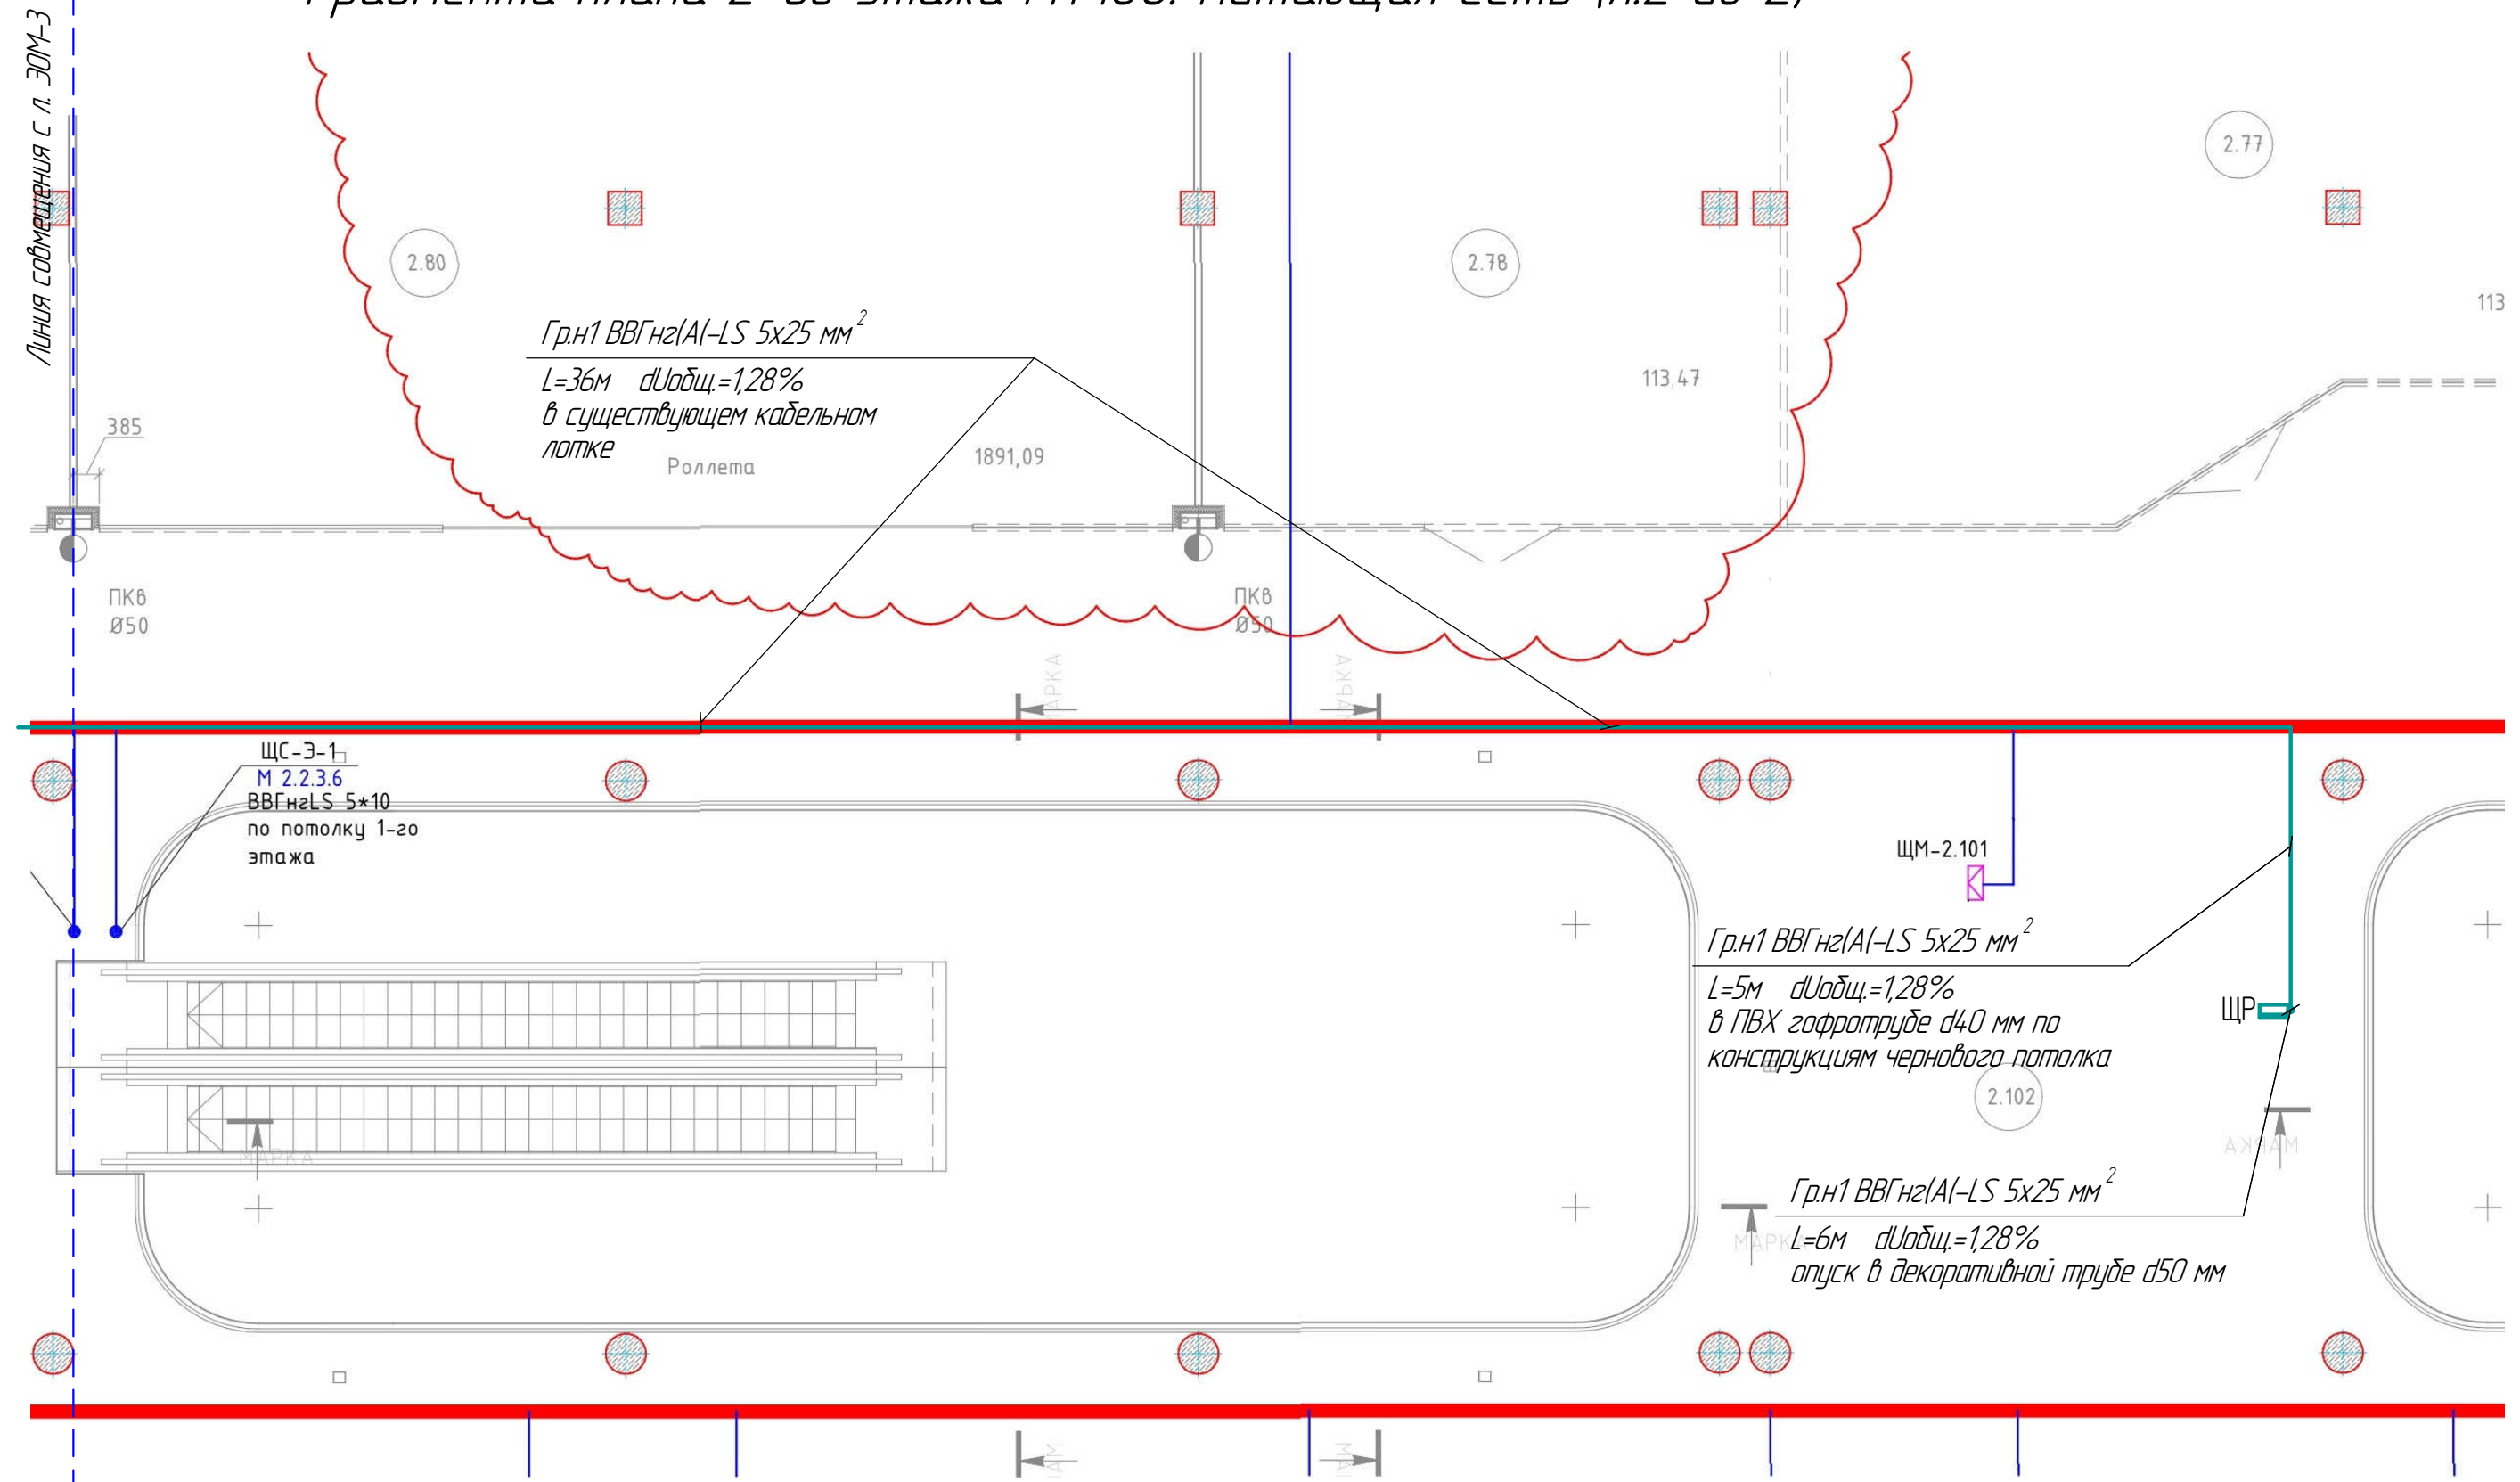 Линия совмещения с л. ЭОМ-3
2.77
2.80
2.78
113
Гр.н1 ВВГнг(А(-LS 5х25 мм²
L=36м dUобщ.=1,28%
в существующем кабельном
лотке
113,47
385
Роллета
1891,09
ПКв
Ø50
ПКв
Ø50
МАРКА
ЩС-Э-1
М 2.2.3.6
ВВГнгLS 5*10
по потолку 1-го
этажа
ЩМ-2.101
Гр.н1 ВВГнг(А(-LS 5х25 мм²
L=5м dUобщ.=1,28%
в ПВХ гофротрубе d40 мм по
конструкциям чернового потолка
ЩР
2.102
МАРКА
МАРКА
Гр.н1 ВВГнг(А(-LS 5х25 мм²
МАРКА
L=6м dUобщ.=1,28%
опуск в декоративной трубе d50 мм